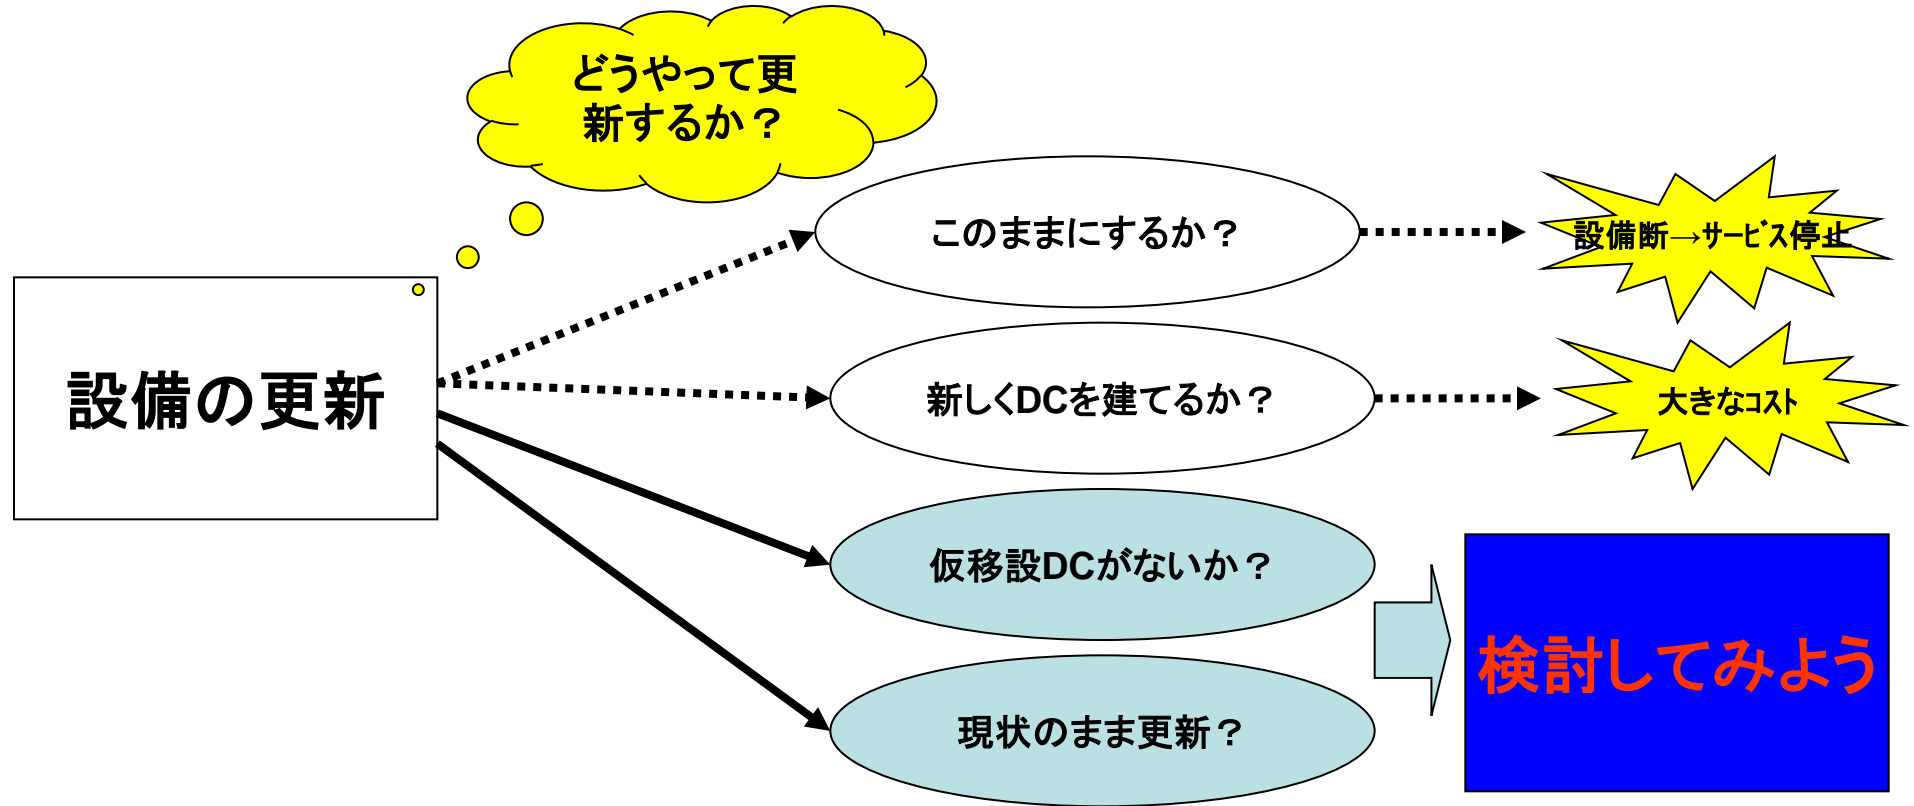 どうやって更
新するか？
このままにするか？
設備断→ｻｰﾋﾞｽ停止
設備の更新
新しくDCを建てるか？
大きなｺｽﾄ
仮移設DCがないか？
検討してみよう
現状のまま更新？